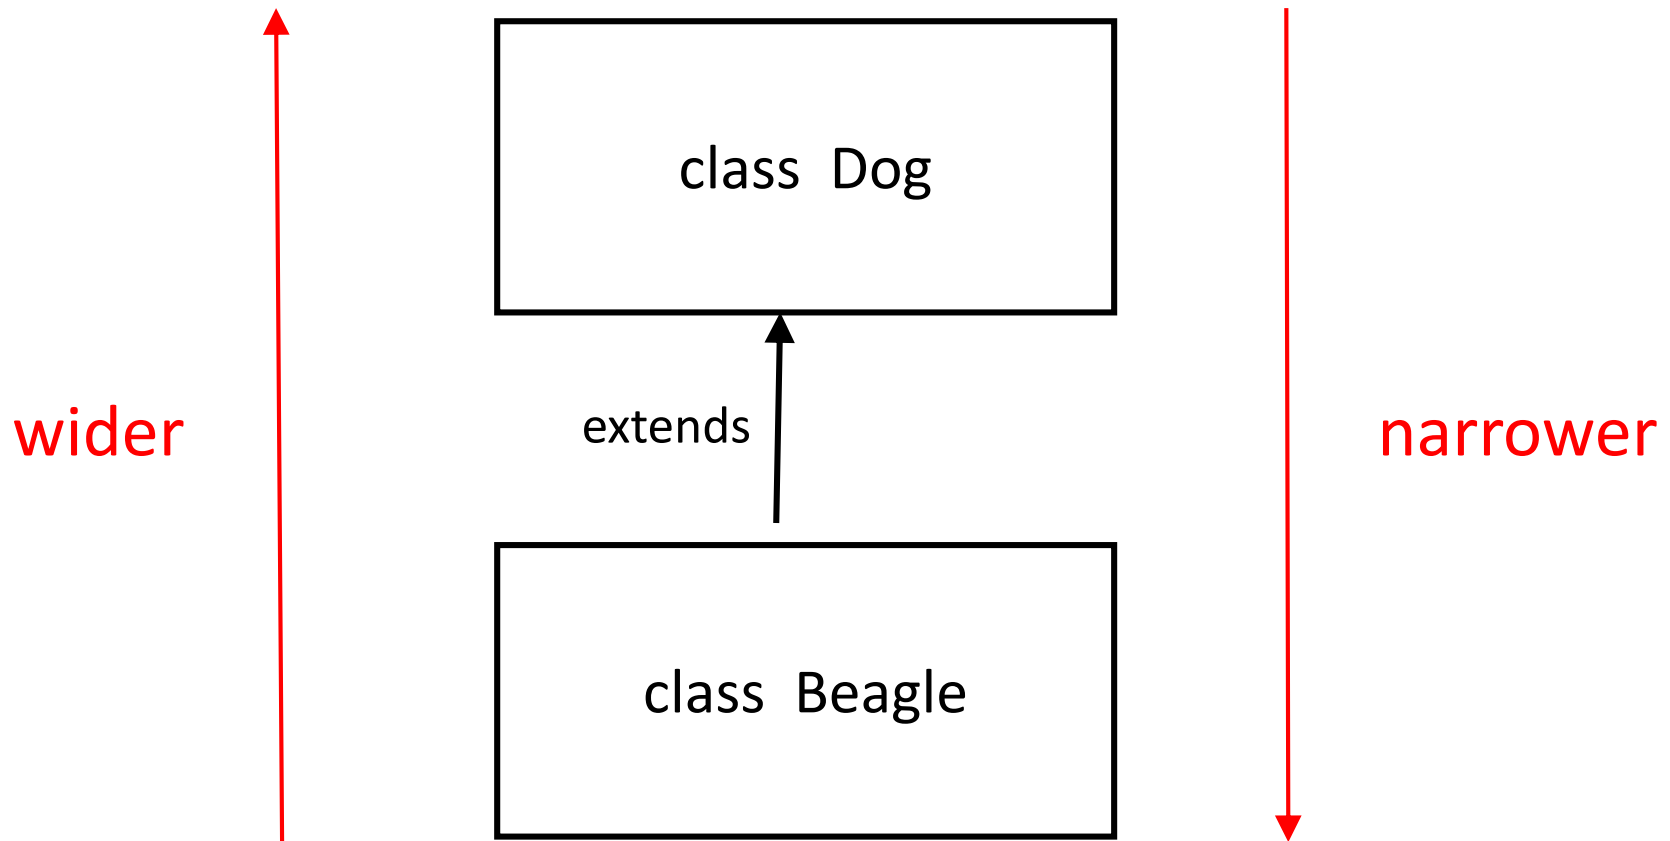 class Dog
wider
extends
narrower
class Beagle